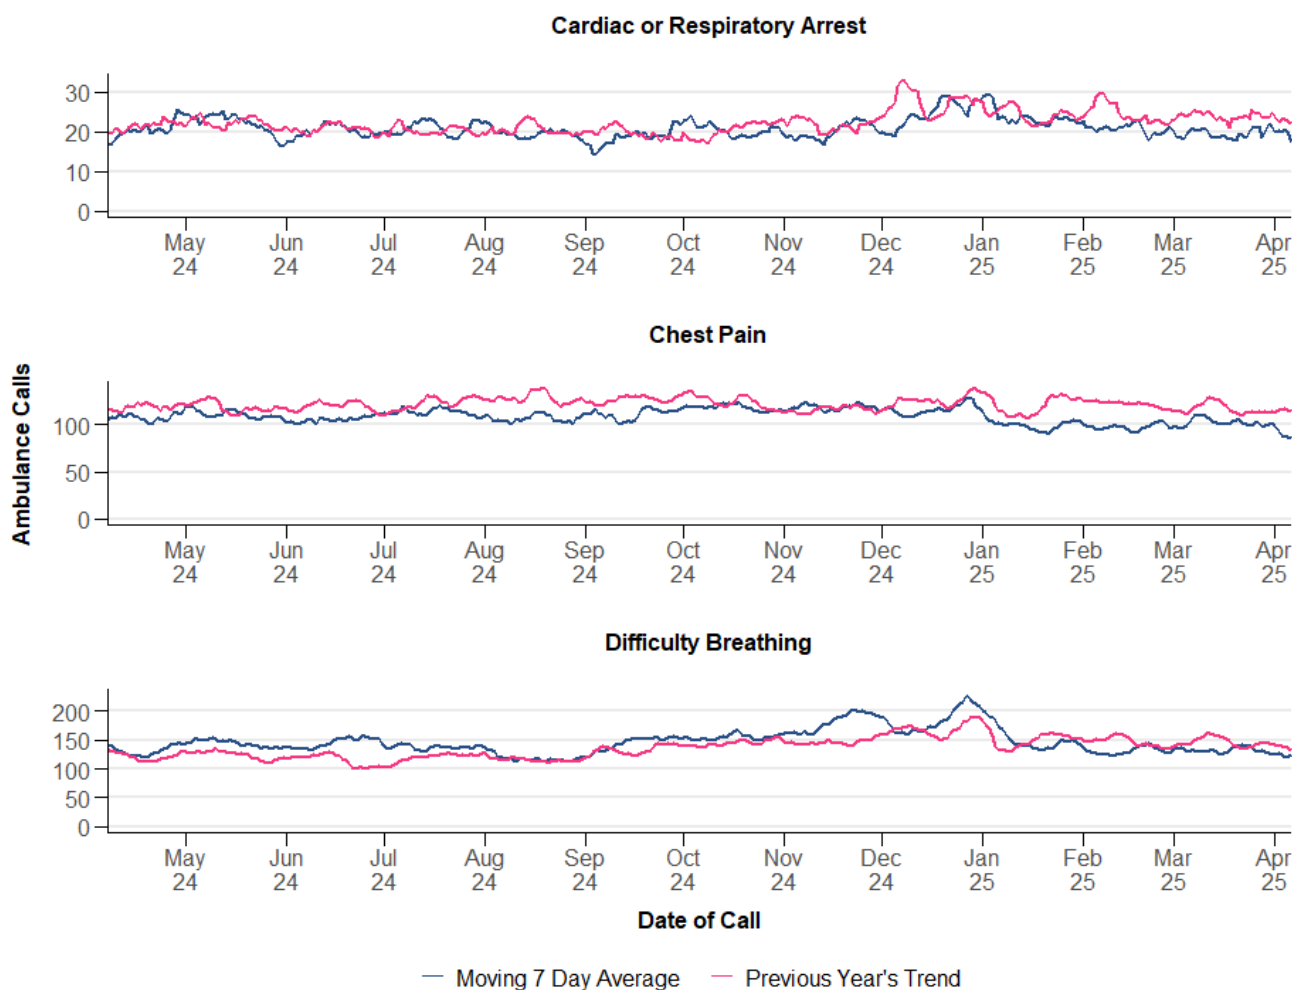 Cardiac or Respiratory Arrest
30
20
10
0
May Jun Jul Aug Sep Oct Nov Dec Jan Feb Mar Apr
24 24 24 24 24 24 24 24 25 25 25 25
Chest Pain
Ambulance Calls
100
50
0
May Jun Jul Aug Sep Oct Nov Dec Jan Feb Mar Apr
24 24 24 24 24 24 24 24 25 25 25 25
Difficulty Breathing
200
150
100
50
0
May Jun Jul Aug Sep Oct Nov Dec Jan Feb Mar Apr
24 24 24 24 24 24 24 24 25 25 25 25
Date of Call
Moving 7 Day Average Previous Year's Trend